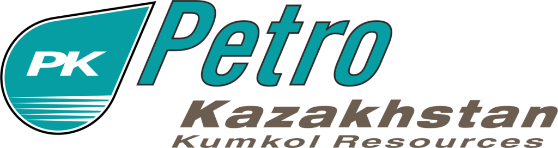 PK
Petro
Kazakhstan
Kumkol Resources